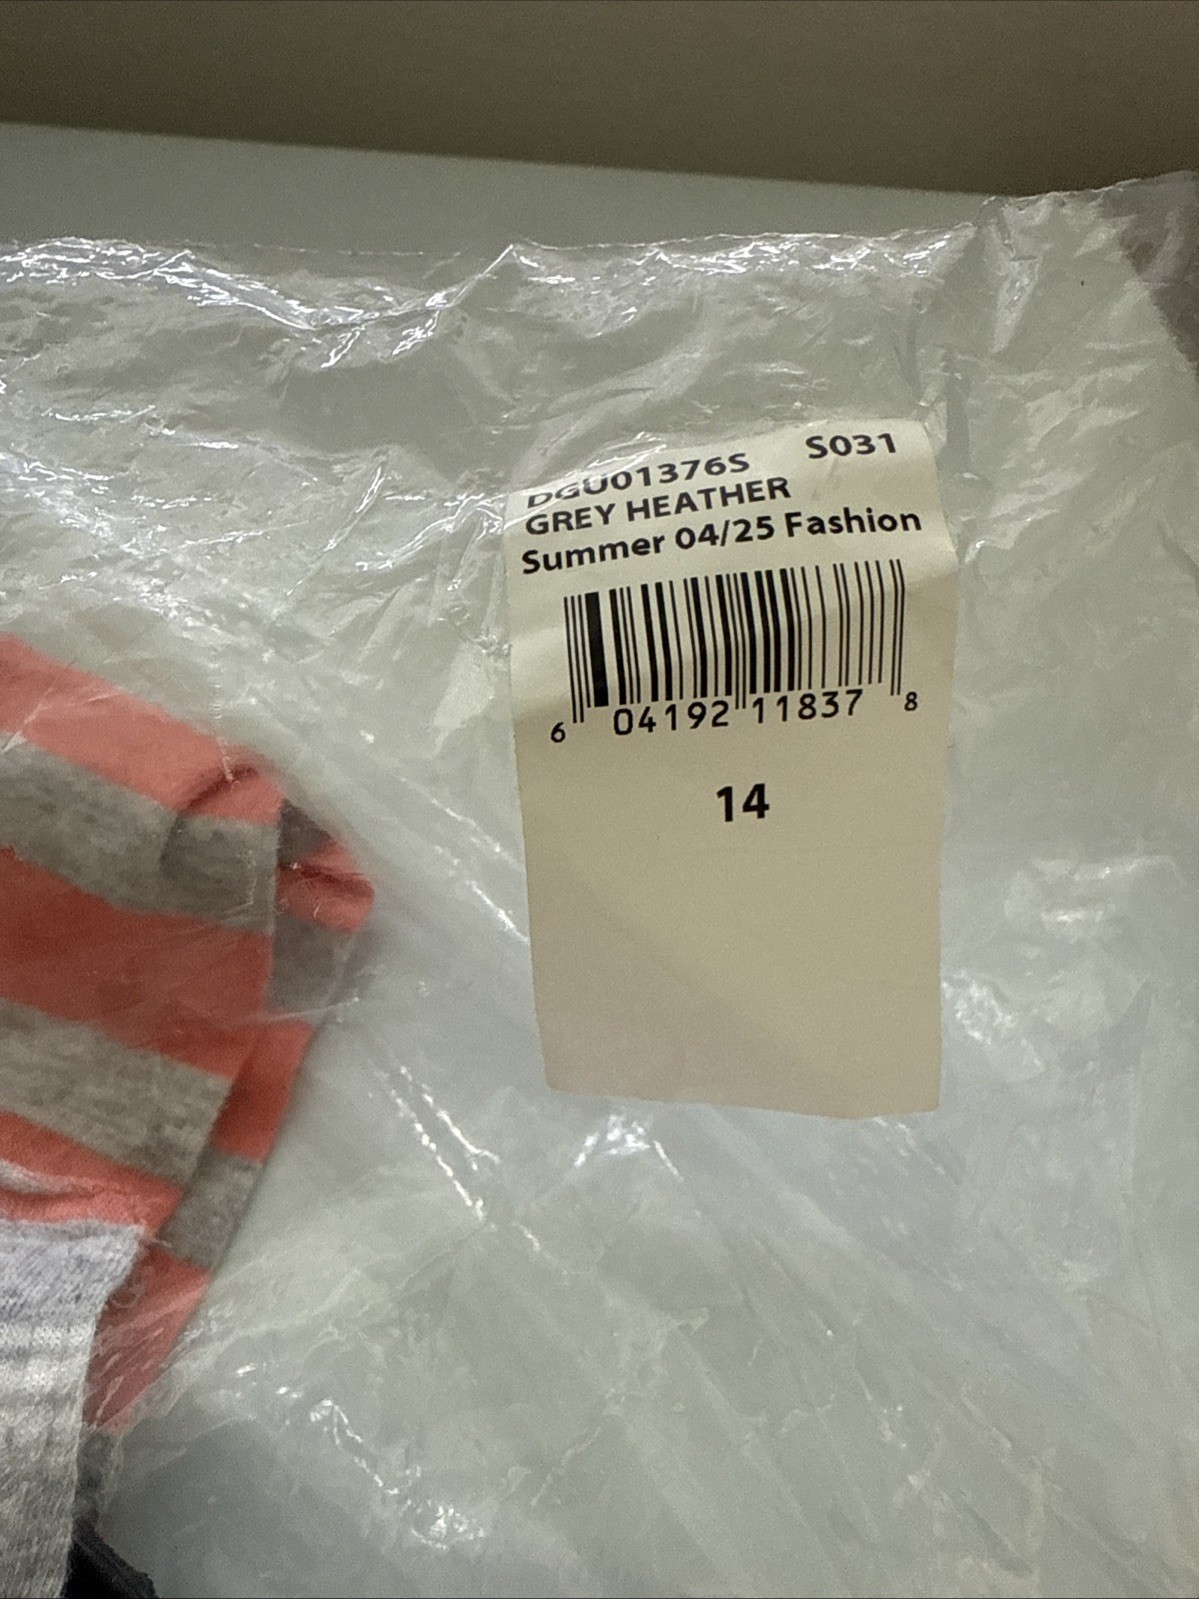 DGU01376S S031
GREY HEATHER
Summer 04/25 Fashion
6 04192 11837 8
14